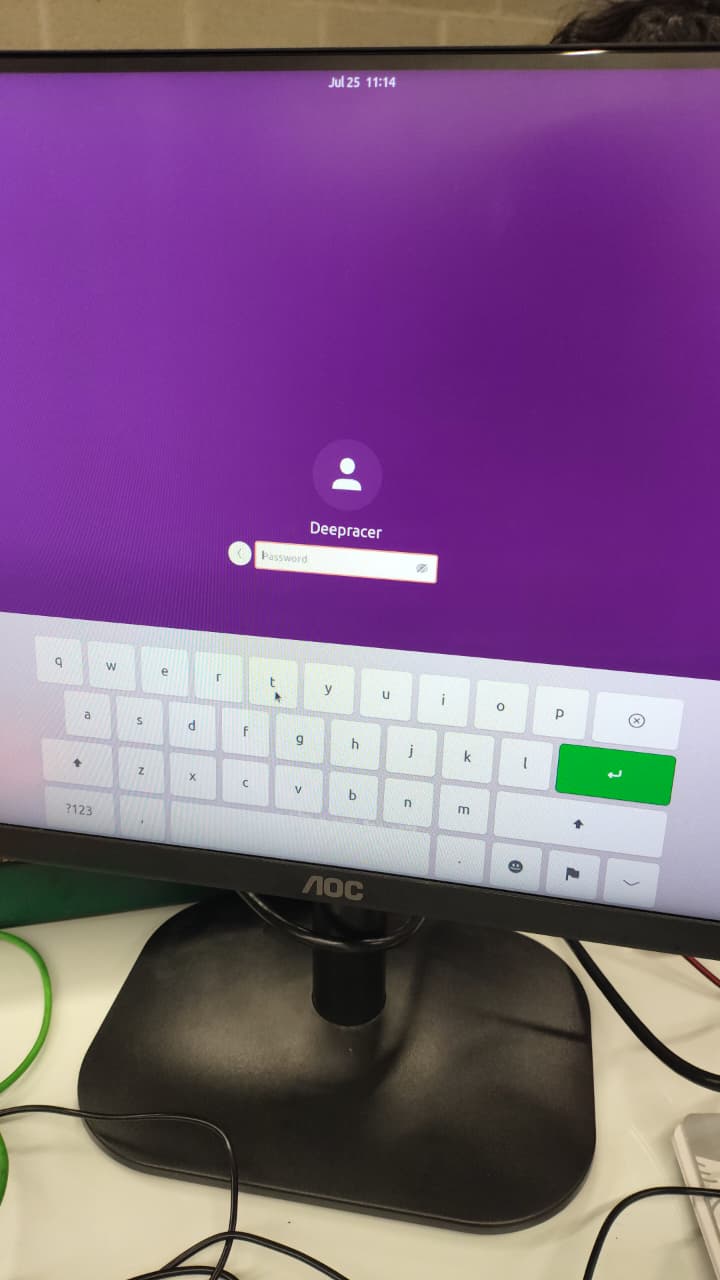 Jul 25 11:14
Deepracer
Password
q w e r t y u i o p
a s d f g h j k l
z x c v b n m
?123 , .
AOC